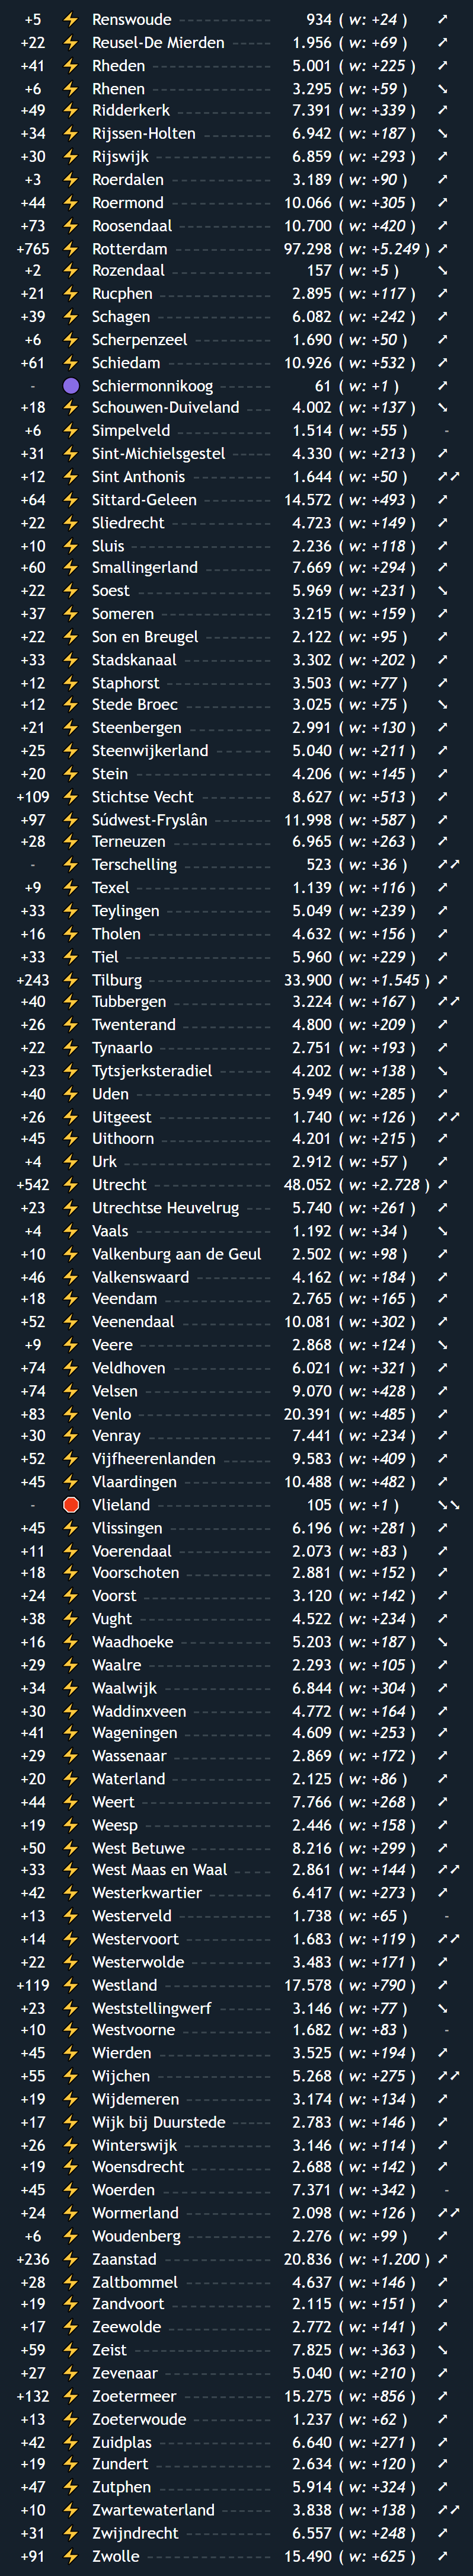 +5 ⚡ Renswoude 934 ( w: +24 ) ↗
+22 ⚡ Reusel-De Mierden 1.956 ( w: +69 ) ↗
+41 ⚡ Rheden 5.001 ( w: +225 ) ↗
+6 ⚡ Rhenen 3.295 ( w: +59 ) ↘
+49 ⚡ Ridderkerk 7.391 ( w: +339 ) ↗
+34 ⚡ Rijssen-Holten 6.942 ( w: +187 ) ↘
+30 ⚡ Rijswijk 6.859 ( w: +293 ) ↗
+3 ⚡ Roerdalen 3.189 ( w: +90 ) ↗
+44 ⚡ Roermond 10.066 ( w: +305 ) ↗
+73 ⚡ Roosendaal 10.700 ( w: +420 ) ↗
+765 ⚡ Rotterdam 97.298 ( w: +5.249 ) ↗
+2 ⚡ Rozendaal 157 ( w: +5 ) ↘
+21 ⚡ Rucphen 2.895 ( w: +117 ) ↗
+39 ⚡ Schagen 6.082 ( w: +242 ) ↗
+6 ⚡ Scherpenzeel 1.690 ( w: +50 ) ↗
+61 ⚡ Schiedam 10.926 ( w: +532 ) ↗
- Schiermonnikoog 61 ( w: +1 ) ↗
+18 ⚡ Schouwen-Duiveland 4.002 ( w: +137 ) ↘
+6 ⚡ Simpelveld 1.514 ( w: +55 ) -
+31 ⚡ Sint-Michielsgestel 4.330 ( w: +213 ) ↗
+12 ⚡ Sint Anthonis 1.644 ( w: +50 ) ↗↗
+64 ⚡ Sittard-Geleen 14.572 ( w: +493 ) ↗
+22 ⚡ Sliedrecht 4.723 ( w: +149 ) ↗
+10 ⚡ Sluis 2.236 ( w: +118 ) ↗
+60 ⚡ Smallingerland 7.669 ( w: +294 ) ↗
+22 ⚡ Soest 5.969 ( w: +231 ) ↘
+37 ⚡ Someren 3.215 ( w: +159 ) ↗
+22 ⚡ Son en Breugel 2.122 ( w: +95 ) ↗
+33 ⚡ Stadskanaal 3.302 ( w: +202 ) ↗
+12 ⚡ Staphorst 3.503 ( w: +77 ) ↗
+12 ⚡ Stede Broec 3.025 ( w: +75 ) ↘
+21 ⚡ Steenbergen 2.991 ( w: +130 ) ↗
+25 ⚡ Steenwijkerland 5.040 ( w: +211 ) ↗
+20 ⚡ Stein 4.206 ( w: +145 ) ↗
+109 ⚡ Stichtse Vecht 8.627 ( w: +513 ) ↗
+97 ⚡ Súdwest-Fryslân 11.998 ( w: +587 ) ↗
+28 ⚡ Terneuzen 6.965 ( w: +263 ) ↗
- ⚡ Terschelling 523 ( w: +36 ) ↗↗
+9 ⚡ Texel 1.139 ( w: +116 ) ↗
+33 ⚡ Teylingen 5.049 ( w: +239 ) ↗
+16 ⚡ Tholen 4.632 ( w: +156 ) ↗
+33 ⚡ Tiel 5.960 ( w: +229 ) ↗
+243 ⚡ Tilburg 33.900 ( w: +1.545 ) ↗
+40 ⚡ Tubbergen 3.224 ( w: +167 ) ↗↗
+26 ⚡ Twenterand 4.800 ( w: +209 ) ↗
+22 ⚡ Tynaarlo 2.751 ( w: +193 ) ↗
+23 ⚡ Tytsjerksteradiel 4.202 ( w: +138 ) ↘
+40 ⚡ Uden 5.949 ( w: +285 ) ↗
+26 ⚡ Uitgeest 1.740 ( w: +126 ) ↗↗
+45 ⚡ Uithoorn 4.201 ( w: +215 ) ↗
+4 ⚡ Urk 2.912 ( w: +57 ) ↗
+542 ⚡ Utrecht 48.052 ( w: +2.728 ) ↗
+23 ⚡ Utrechtse Heuvelrug 5.740 ( w: +261 ) ↗
+4 ⚡ Vaals 1.192 ( w: +34 ) ↘
+10 ⚡ Valkenburg aan de Geul 2.502 ( w: +98 ) ↗
+46 ⚡ Valkenswaard 4.162 ( w: +184 ) ↗
+18 ⚡ Veendam 2.765 ( w: +165 ) ↗
+52 ⚡ Veenendaal 10.081 ( w: +302 ) ↗
+9 ⚡ Veere 2.868 ( w: +124 ) ↘
+74 ⚡ Veldhoven 6.021 ( w: +321 ) ↗
+74 ⚡ Velsen 9.070 ( w: +428 ) ↗
+83 ⚡ Venlo 20.391 ( w: +485 ) ↗
+30 ⚡ Venray 7.441 ( w: +234 ) ↗
+52 ⚡ Vijfheerenlanden 9.583 ( w: +409 ) ↗
+45 ⚡ Vlaardingen 10.488 ( w: +482 ) ↗
- Vlieland 105 ( w: +1 ) ↘↘
+45 ⚡ Vlissingen 6.196 ( w: +281 ) ↗
+11 ⚡ Voerendaal 2.073 ( w: +83 ) ↗
+18 ⚡ Voorschoten 2.881 ( w: +152 ) ↗
+24 ⚡ Voorst 3.120 ( w: +142 ) ↗
+38 ⚡ Vught 4.522 ( w: +234 ) ↗
+16 ⚡ Waadhoeke 5.203 ( w: +187 ) ↘
+29 ⚡ Waalre 2.293 ( w: +105 ) ↗
+34 ⚡ Waalwijk 6.844 ( w: +304 ) ↗
+30 ⚡ Waddinxveen 4.772 ( w: +164 ) ↗
+41 ⚡ Wageningen 4.609 ( w: +253 ) ↗
+29 ⚡ Wassenaar 2.869 ( w: +172 ) ↗
+20 ⚡ Waterland 2.125 ( w: +86 ) ↗
+44 ⚡ Weert 7.766 ( w: +268 ) ↗
+19 ⚡ Weesp 2.446 ( w: +158 ) ↗
+50 ⚡ West Betuwe 8.216 ( w: +299 ) ↗
+33 ⚡ West Maas en Waal 2.861 ( w: +144 ) ↗↗
+42 ⚡ Westerkwartier 6.417 ( w: +273 ) ↗
+13 ⚡ Westerveld 1.738 ( w: +65 ) -
+14 ⚡ Westervoort 1.683 ( w: +119 ) ↗↗
+22 ⚡ Westerwolde 3.483 ( w: +171 ) ↗
+119 ⚡ Westland 17.578 ( w: +790 ) ↗
+23 ⚡ Weststellingwerf 3.146 ( w: +77 ) ↘
+10 ⚡ Westvoorne 1.682 ( w: +83 ) -
+45 ⚡ Wierden 3.525 ( w: +194 ) ↗
+55 ⚡ Wijchen 5.268 ( w: +275 ) ↗↗
+19 ⚡ Wijdemeren 3.174 ( w: +134 ) ↗
+17 ⚡ Wijk bij Duurstede 2.783 ( w: +146 ) ↗
+26 ⚡ Winterswijk 3.146 ( w: +114 ) ↗
+19 ⚡ Woensdrecht 2.688 ( w: +142 ) ↗
+45 ⚡ Woerden 7.371 ( w: +342 ) -
+24 ⚡ Wormerland 2.098 ( w: +126 ) ↗↗
+6 ⚡ Woudenberg 2.276 ( w: +99 ) ↗
+236 ⚡ Zaanstad 20.836 ( w: +1.200 ) ↗
+28 ⚡ Zaltbommel 4.637 ( w: +146 ) ↗
+19 ⚡ Zandvoort 2.115 ( w: +151 ) ↗
+17 ⚡ Zeewolde 2.772 ( w: +141 ) ↗
+59 ⚡ Zeist 7.825 ( w: +363 ) ↘
+27 ⚡ Zevenaar 5.040 ( w: +210 ) ↗
+132 ⚡ Zoetermeer 15.275 ( w: +856 ) ↗
+13 ⚡ Zoeterwoude 1.237 ( w: +62 ) ↗
+42 ⚡ Zuidplas 6.640 ( w: +271 ) ↗
+19 ⚡ Zundert 2.634 ( w: +120 ) ↗
+47 ⚡ Zutphen 5.914 ( w: +324 ) ↗
+10 ⚡ Zwartewaterland 3.838 ( w: +138 ) ↗↗
+31 ⚡ Zwijndrecht 6.557 ( w: +248 ) ↗
+91 ⚡ Zwolle 15.490 ( w: +625 ) ↗